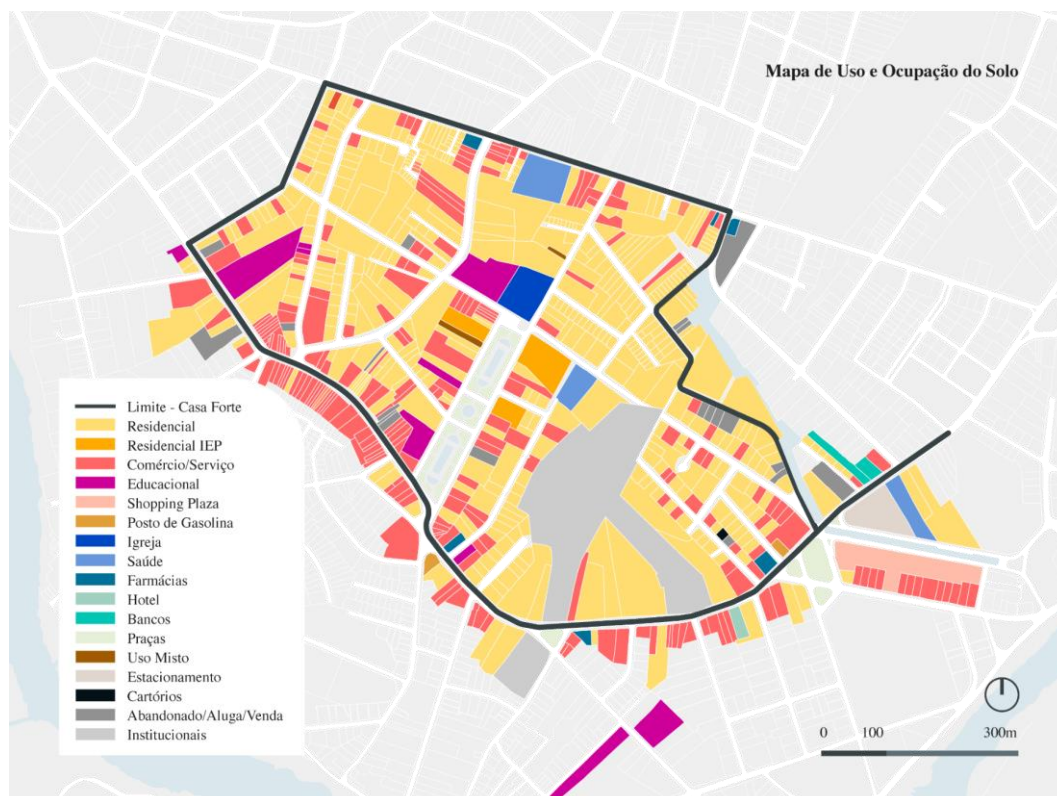 Mapa de Uso e Ocupação do Solo
Limite - Casa Forte
Residencial
Residencial IEP
Comércio/Serviço
Educacional
Shopping Plaza
Posto de Gasolina
Igreja
Saúde
Farmácias
Hotel
Bancos
Praças
Uso Misto
Estacionamento
Cartórios
Abandonado/Aluga/Venda
Institucionais
0 100 300m